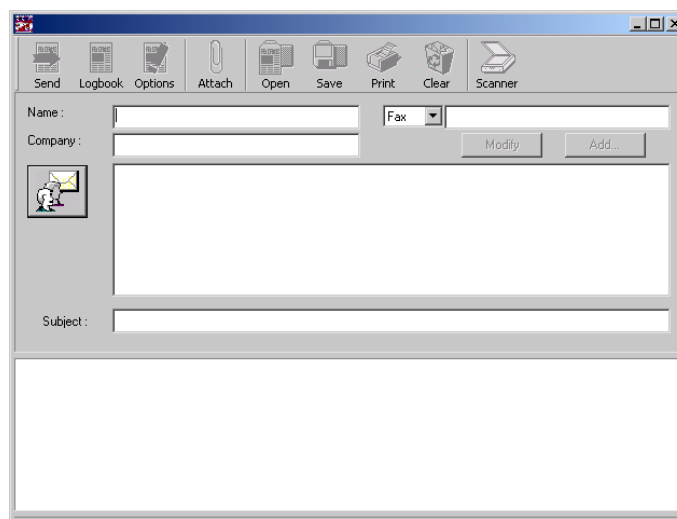 Send Logbook Options Attach Open Save Print Clear Scanner
Name : Fax
Company : Modify Add...
Subject :